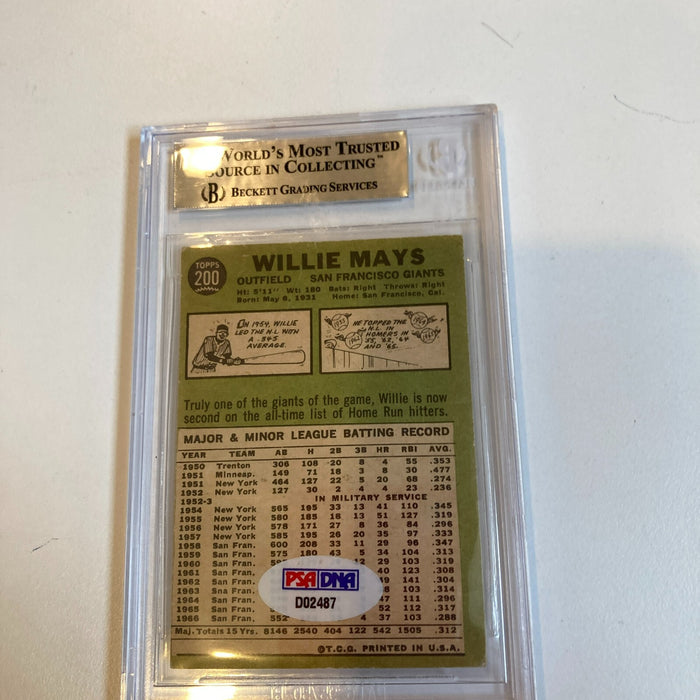 WORLD'S MOST TRUSTED
SOURCE IN COLLECTING™
(B) BECKETT GRADING SERVICES
TOPPS
200
WILLIE MAYS
OUTFIELD SAN FRANCISCO GIANTS
Ht: 5'11" Wt: 180 Bats: Right Throws: Right
Born: May 6, 1931 Home: San Francisco, Cal.
IN 1954, WILLIE
LED THE N.L. WITH
A .345
AVERAGE.
HE TOPPED THE
N.L. IN
HOMERS IN
'55, '62, '64
AND '65.
Truly one of the giants of the game, Willie is now
second on the all-time list of Home Run hitters.
MAJOR & MINOR LEAGUE BATTING RECORD
YEAR TEAM AB H 2B 3B HR RBI AVG.
1950 Trenton 306 108 20 8 4 55 .353
1951 Minneap. 149 71 18 3 8 30 .477
1951 New York 464 127 22 5 20 68 .274
1952 New York 127 30 2 4 4 23 .236
1952-3 IN MILITARY SERVICE
1954 New York 565 195 33 13 41 110 .345
1955 New York 580 185 18 13 51 127 .319
1956 New York 578 171 27 8 36 84 .296
1957 New York 585 195 26 20 35 97 .333
1958 San Fran. 600 208 33 11 29 96 .347
1959 San Fran. 575 180 43 5 34 104 .313
1960 San Fran. 12 29 103 .319
1961 San Fran. 40 123 .308
1962 San Fran. 49 141 .304
1963 Sna Fran. 38 103 .314
1964 San Fran. 47 111 .296
1965 San Fran. 52 112 .317
1966 San Fran. 552 37 103 .288
Maj. Totals 15 Yrs. 8146 2540 404 122 542 1505 .312
©T.C.G. PRINTED IN U.S.A.
PSA DNA
D02487